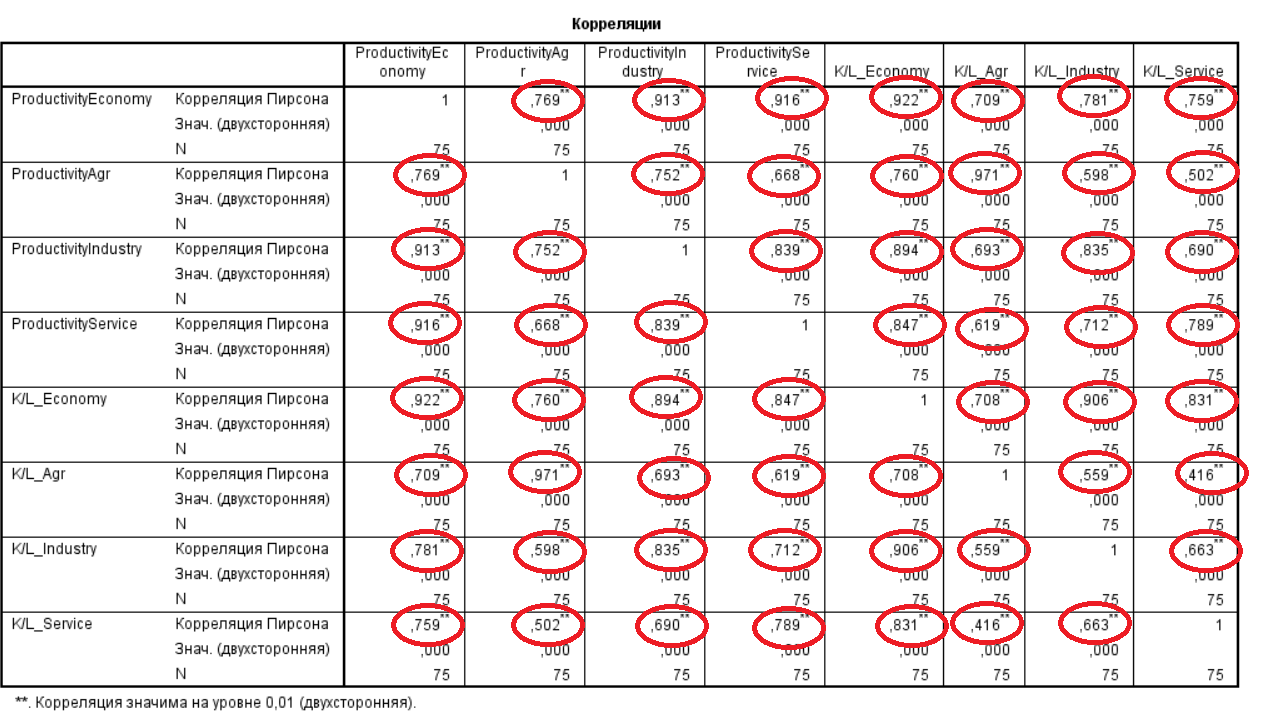 Корреляции
ProductivityEc
onomy ProductivityAg
r ProductivityIn
dustry ProductivitySe
rvice K/L_Economy K/L_Agr K/L_Industry K/L_Service
ProductivityEconomy Корреляция Пирсона 1 ,769** ,913** ,916** ,922** ,709** ,781** ,759**
Знач. (двухсторонняя) ,000 ,000 ,000 ,000 ,000 ,000 ,000
N 75 75 75 75 75 75 75 75
ProductivityAgr Корреляция Пирсона ,769** 1 ,752** ,668** ,760** ,971** ,598** ,502**
Знач. (двухсторонняя) ,000 ,000 ,000 ,000 ,000 ,000 ,000
N 75 75 75 75 75 75 75 75
ProductivityIndustry Корреляция Пирсона ,913** ,752** 1 ,839** ,894** ,693** ,835** ,690**
Знач. (двухсторонняя) ,000 ,000 ,000 ,000 ,000 ,000 ,000
N 75 75 75 75 75 75 75 75
ProductivityService Корреляция Пирсона ,916** ,668** ,839** 1 ,847** ,619** ,712** ,789**
Знач. (двухсторонняя) ,000 ,000 ,000 ,000 ,000 ,000 ,000
N 75 75 75 75 75 75 75 75
K/L_Economy Корреляция Пирсона ,922** ,760** ,894** ,847** 1 ,708** ,906** ,831**
Знач. (двухсторонняя) ,000 ,000 ,000 ,000 ,000 ,000 ,000
N 75 75 75 75 75 75 75 75
K/L_Agr Корреляция Пирсона ,709** ,971** ,693** ,619** ,708** 1 ,559** ,416**
Знач. (двухсторонняя) ,000 ,000 ,000 ,000 ,000 ,000 ,000
N 75 75 75 75 75 75 75 75
K/L_Industry Корреляция Пирсона ,781** ,598** ,835** ,712** ,906** ,559** 1 ,663**
Знач. (двухсторонняя) ,000 ,000 ,000 ,000 ,000 ,000 ,000
N 75 75 75 75 75 75 75 75
K/L_Service Корреляция Пирсона ,759** ,502** ,690** ,789** ,831** ,416** ,663** 1
Знач. (двухсторонняя) ,000 ,000 ,000 ,000 ,000 ,000 ,000
N 75 75 75 75 75 75 75 75
**. Корреляция значима на уровне 0,01 (двухсторонняя).